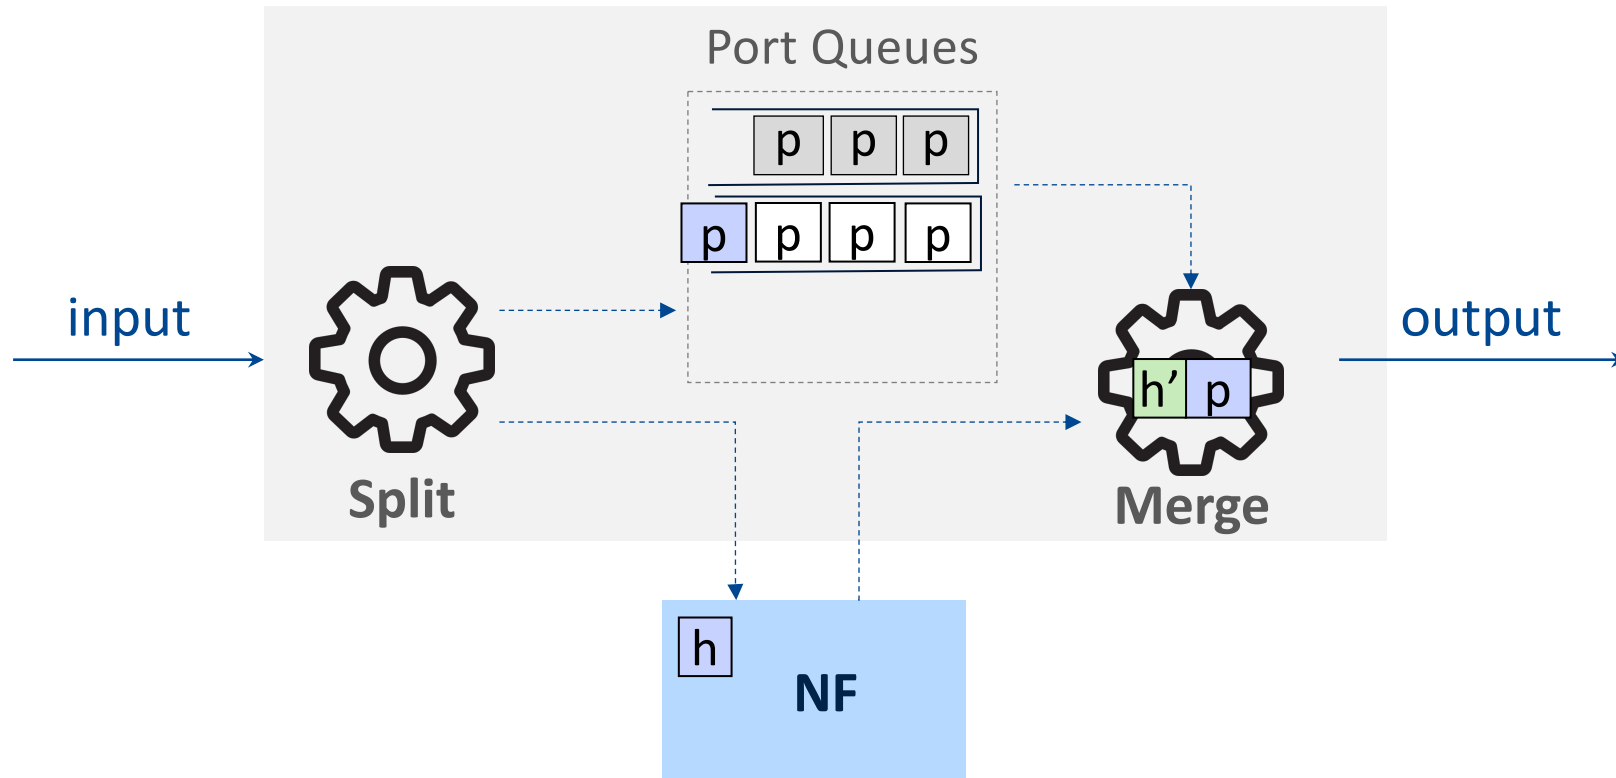 Port Queues
p p p
p p p p
input
output
h’ p
Split
Merge
h
NF